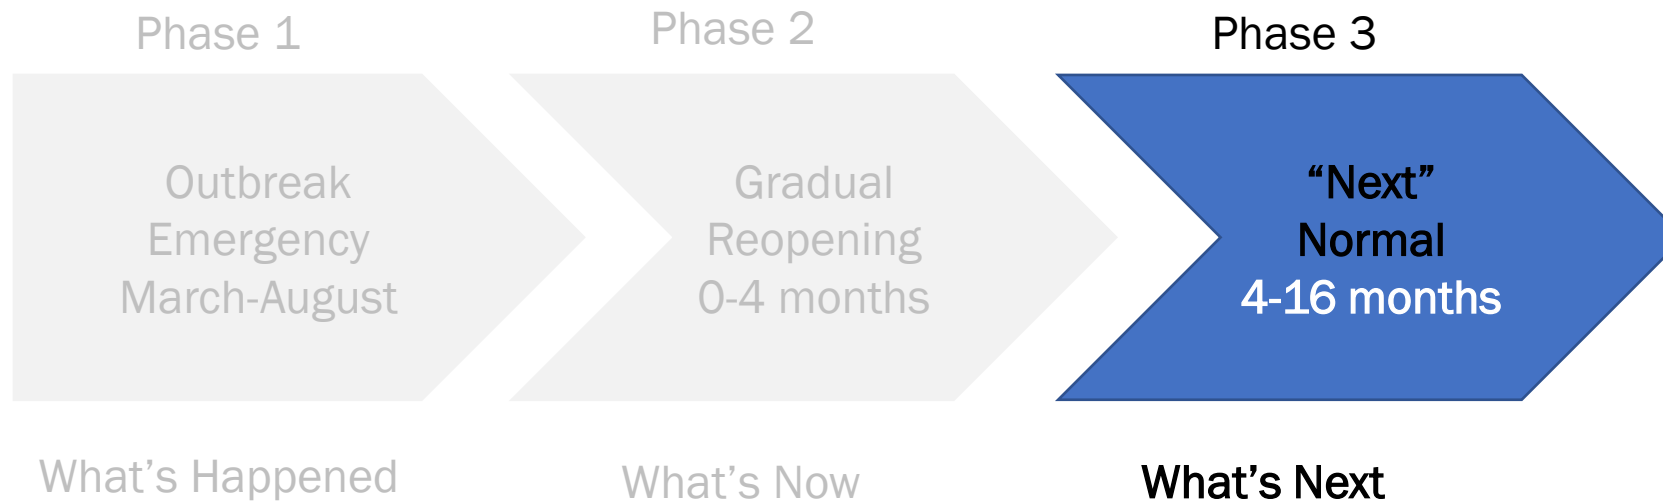 Phase 1
Phase 2
Phase 3
Outbreak
Emergency
March-August
Gradual
Reopening
0-4 months
“Next”
Normal
4-16 months
What’s Happened
What’s Now
What’s Next